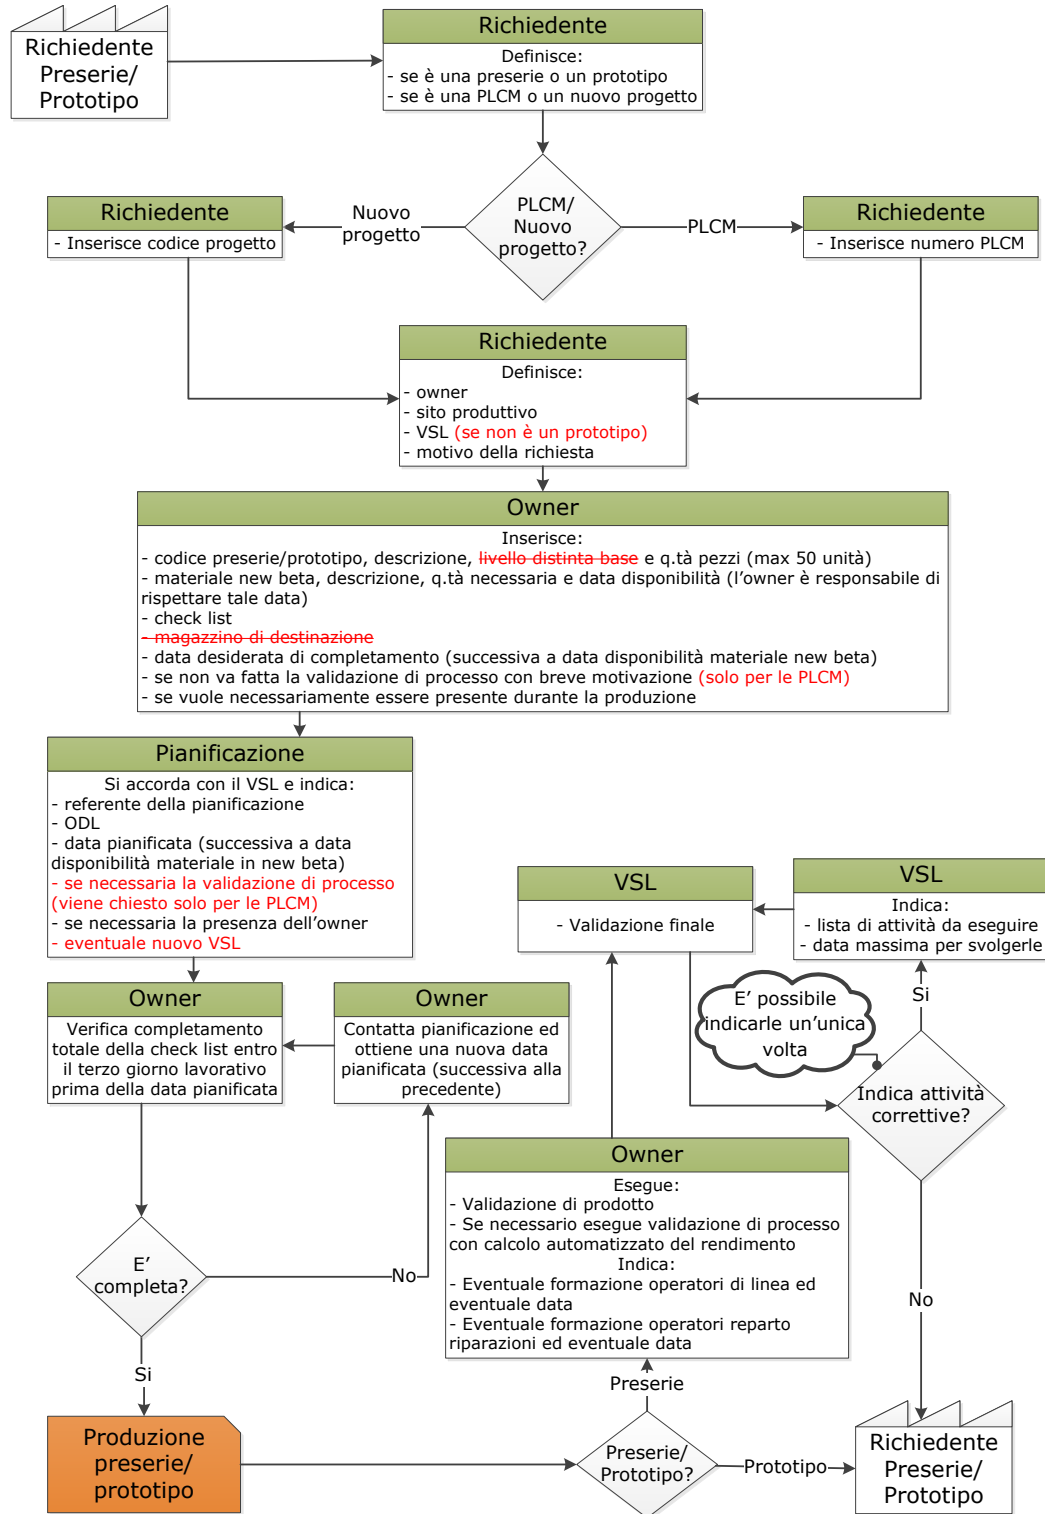 Richiedente
Preserie/
Prototipo
Richiedente
Definisce:
- se è una preserie o un prototipo
- se è una PLCM o un nuovo progetto
PLCM/
Nuovo
progetto?
Nuovo
progetto
PLCM
Richiedente
- Inserisce codice progetto
Richiedente
- Inserisce numero PLCM
Richiedente
Definisce:
- owner
- sito produttivo
- VSL (se non è un prototipo)
- motivo della richiesta
Owner
Inserisce:
- codice preserie/prototipo, descrizione, livello distinta base e q.tà pezzi (max 50 unità)
- materiale new beta, descrizione, q.tà necessaria e data disponibilità (l’owner è responsabile di
rispettare tale data)
- check list
- magazzino di destinazione
- data desiderata di completamento (successiva a data disponibilità materiale new beta)
- se non va fatta la validazione di processo con breve motivazione (solo per le PLCM)
- se vuole necessariamente essere presente durante la produzione
Pianificazione
Si accorda con il VSL e indica:
- referente della pianificazione
- ODL
- data pianificata (successiva a data
disponibilità materiale in new beta)
- se necessaria la validazione di processo
(viene chiesto solo per le PLCM)
- se necessaria la presenza dell’owner
- eventuale nuovo VSL
Owner
Verifica completamento
totale della check list entro
il terzo giorno lavorativo
prima della data pianificata
Owner
Contatta pianificazione ed
ottiene una nuova data
pianificata (successiva alla
precedente)
E’
completa?
No
Si
Produzione
preserie/
prototipo
Preserie/
Prototipo?
Preserie
Prototipo
Owner
Esegue:
- Validazione di prodotto
- Se necessario esegue validazione di processo
con calcolo automatizzato del rendimento
Indica:
- Eventuale formazione operatori di linea ed
eventuale data
- Eventuale formazione operatori reparto
riparazioni ed eventuale data
VSL
- Validazione finale
VSL
Indica:
- lista di attività da eseguire
- data massima per svolgerle
Si
E’ possibile
indicarle un’unica
volta
Indica attività
correttive?
No
Richiedente
Preserie/
Prototipo